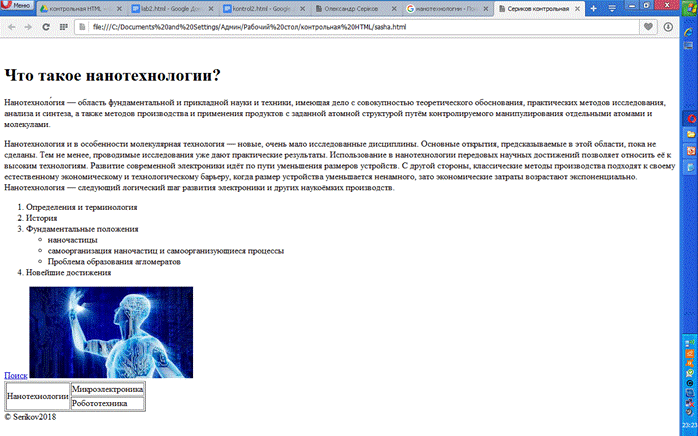 Меню
контрольная HTML -
lab2.html - Google До
kontrol2.html - Google
Олександр Серіков
нанотехнологии - По
Сериков контрольная
file:///C:/Documents%20and%20Settings/Админ/Рабочий%20стол/контрольная%20HTML/sasha.html
Что такое нанотехнологии?
Нанотехноло́гия — область фундаментальной и прикладной науки и техники, имеющая дело с совокупностью теоретического обоснования, практических методов исследования,
анализа и синтеза, а также методов производства и применения продуктов с заданной атомной структурой путём контролируемого манипулирования отдельными атомами и
молекулами.
Нанотехнология и в особенности молекулярная технология — новые, очень мало исследованные дисциплины. Основные открытия, предсказываемые в этой области, пока не
сделаны. Тем не менее, проводимые исследования уже дают практические результаты. Использование в нанотехнологии передовых научных достижений позволяет относить её к
высоким технологиям. Развитие современной электроники идёт по пути уменьшения размеров устройств. С другой стороны, классические методы производства подходят к своему
естественному экономическому и технологическому барьеру, когда размер устройства уменьшается ненамного, зато экономические затраты возрастают экспоненциально.
Нанотехнология — следующий логический шаг развития электроники и других наукоёмких производств.
1. Определения и терминология
2. История
3. Фундаментальные положения
наночастицы
самоорганизация наночастиц и самоорганизующиеся процессы
Проблема образования агломератов
4. Новейшие достижения
Поиск
Нанотехнологии
Микроэлектроника
Робототехника
© Serikov2018
23:23